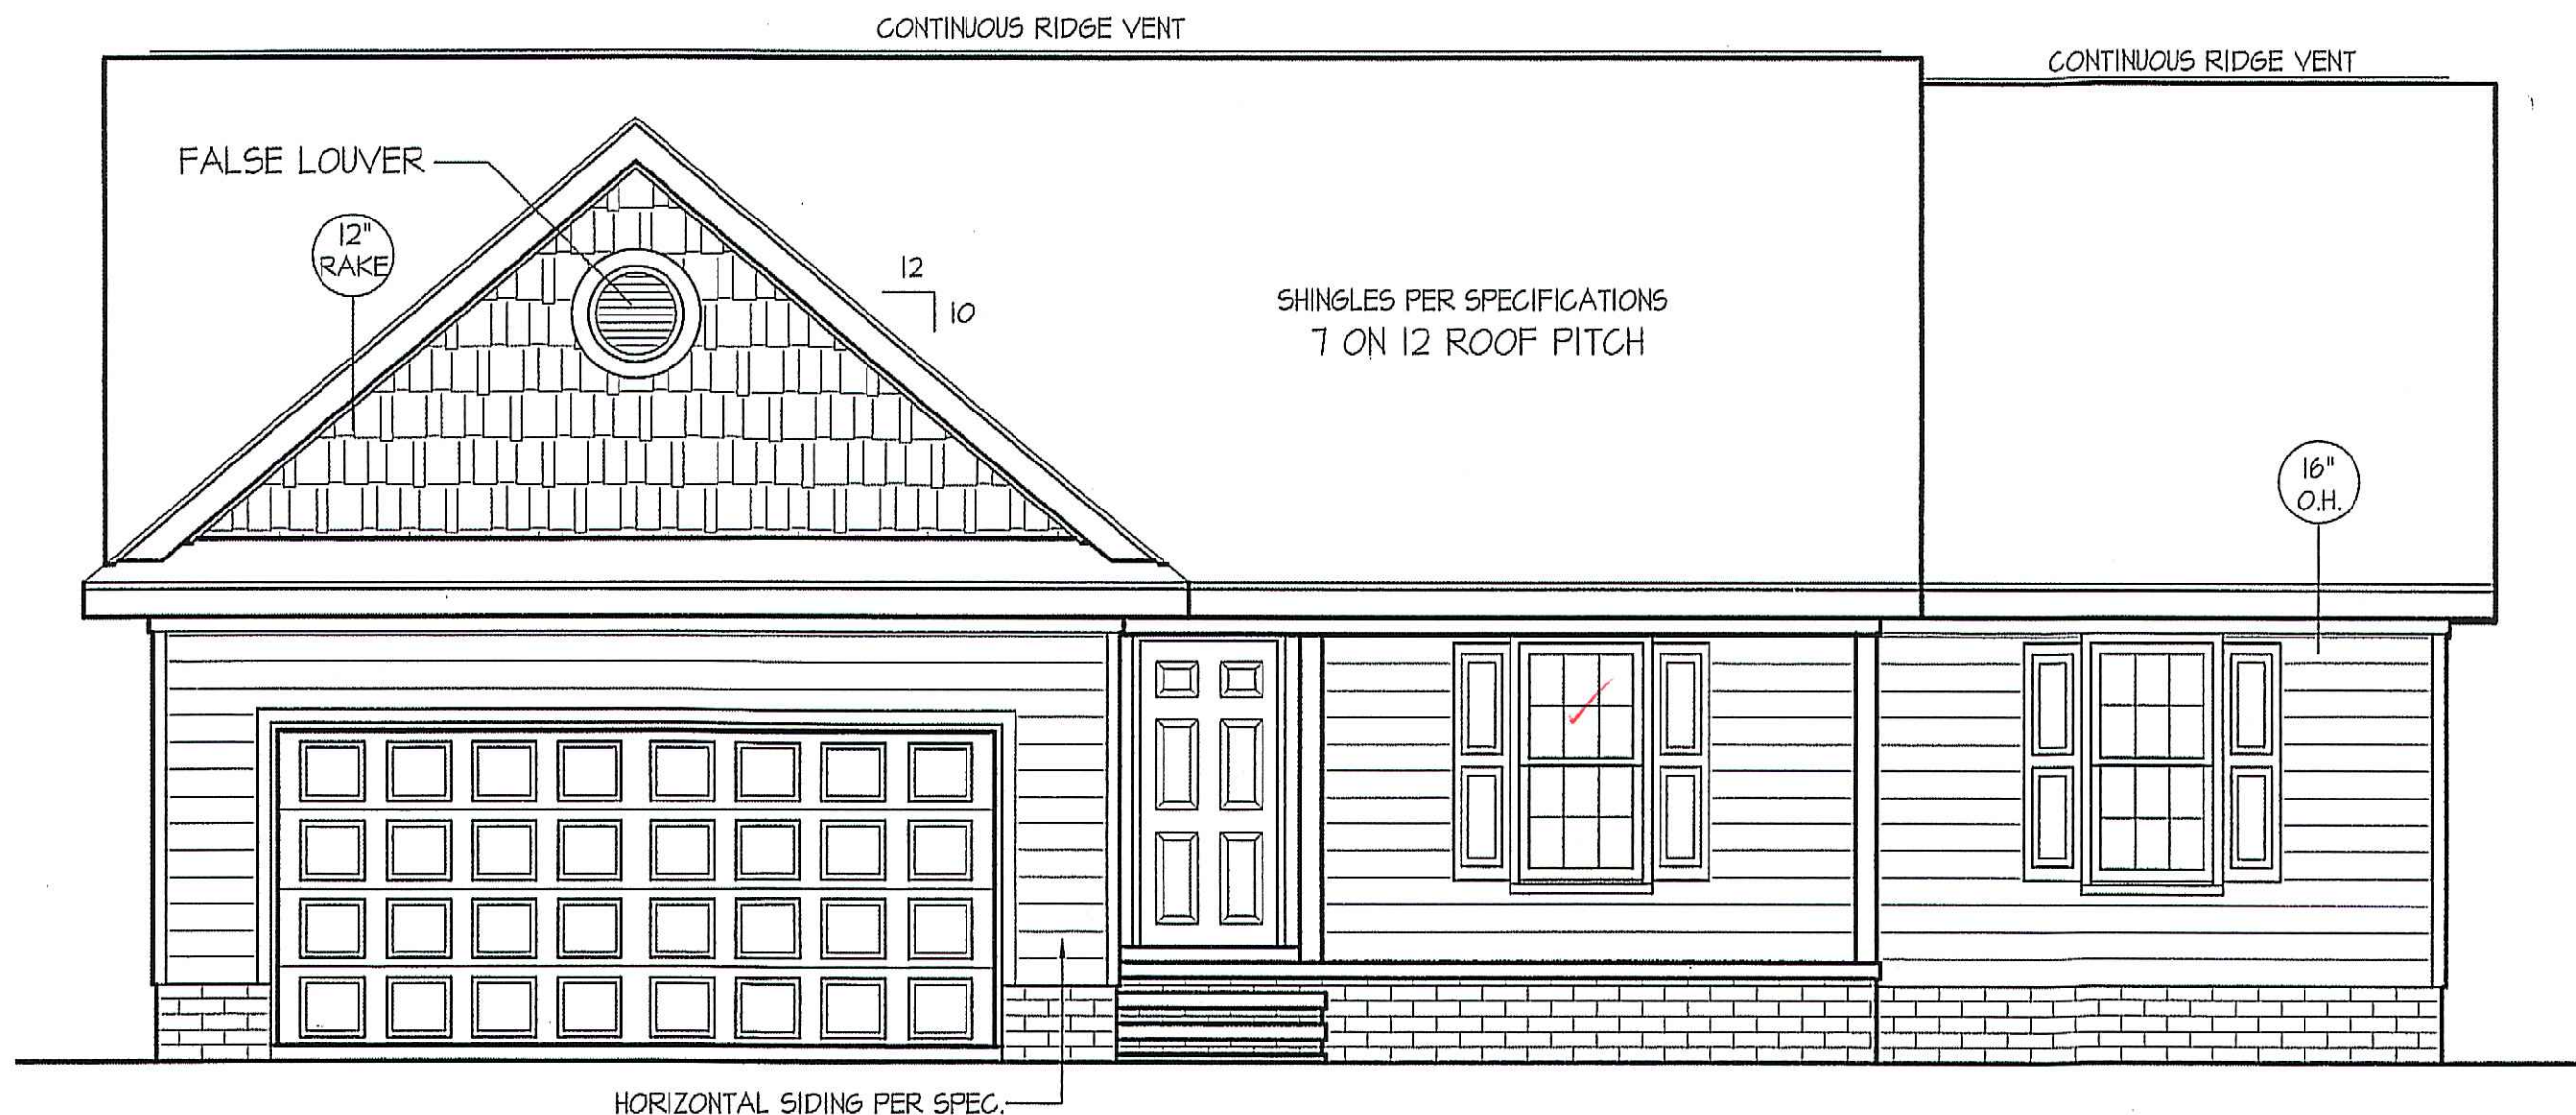 CONTINUOUS RIDGE VENT
CONTINUOUS RIDGE VENT
FALSE LOUVER
12"
RAKE
12
10
SHINGLES PER SPECIFICATIONS
7 ON 12 ROOF PITCH
16"
O.H.
HORIZONTAL SIDING PER SPEC.